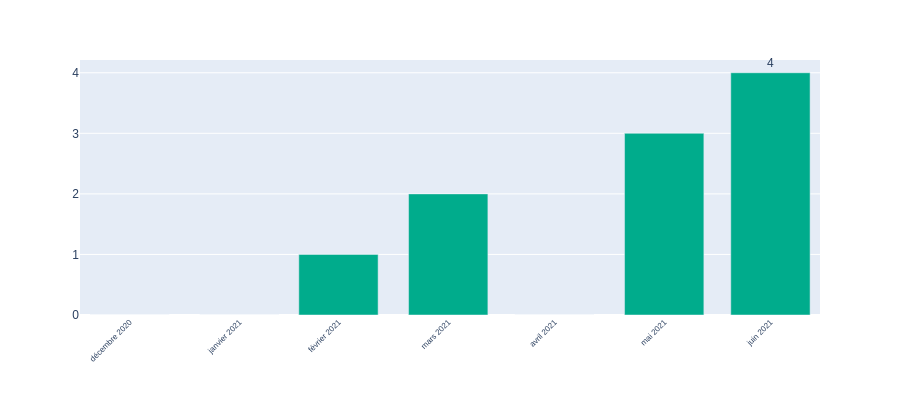 4
4
3
2
1
0
décembre 2020
janvier 2021
février 2021
mars 2021
avril 2021
mai 2021
juin 2021